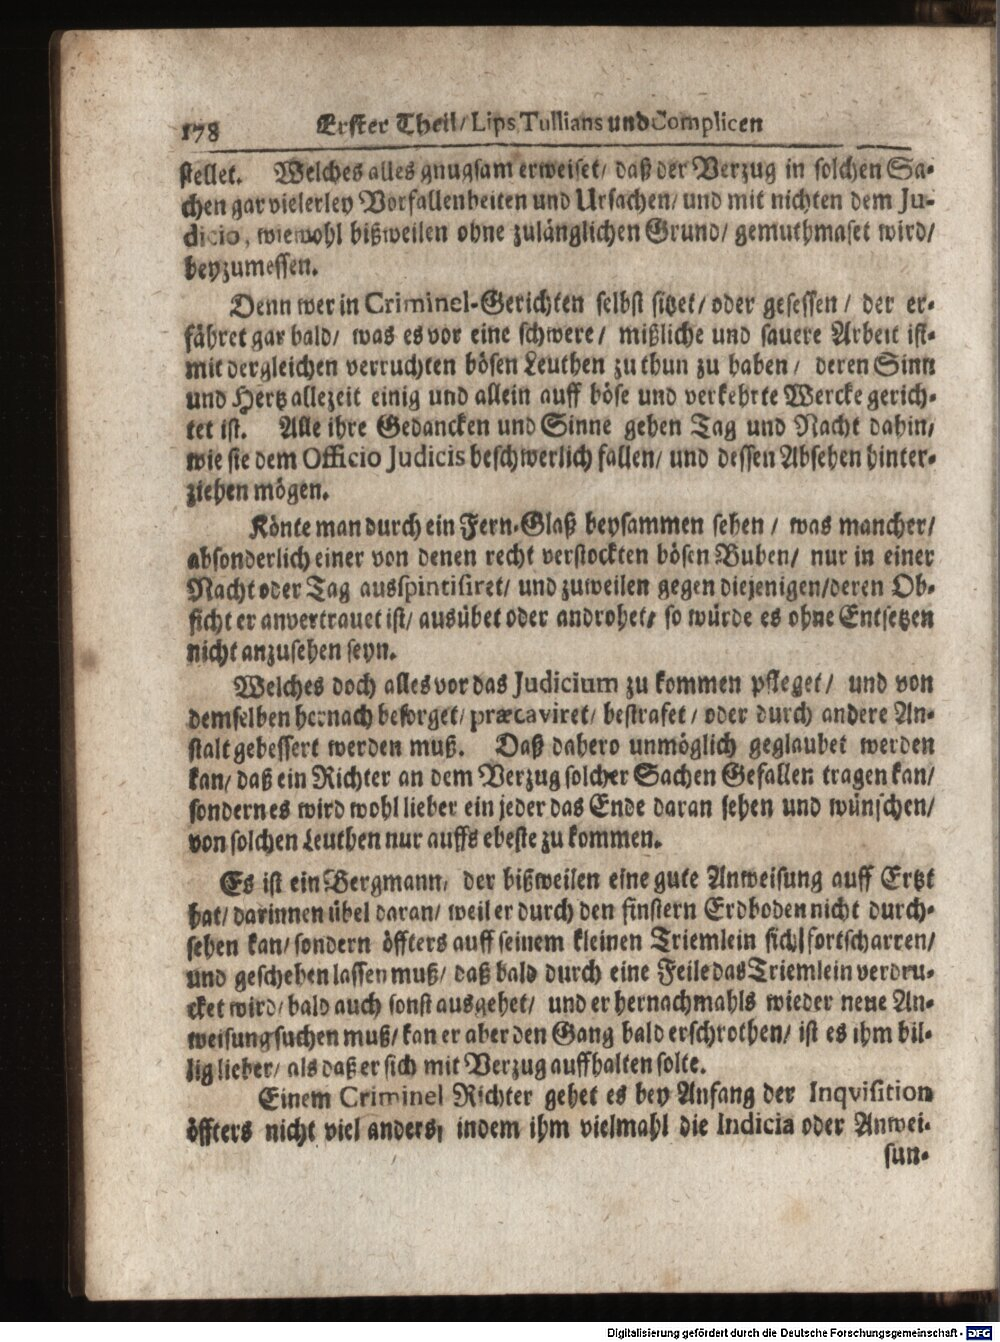 178 Erster Theil/ Lips Tullians und Complicen
stellet. Welches alles gnugsam erweiset/ daß der Verzug in solchen Sa-
chen gar vielerley Vorfallenheiten und Ursachen/ und mit nichten dem Ju-
dicio, wiewohl bißweilen ohne zulänglichen Grund/ gemuthmaset wird/
beyzumessen.
Denn wer in Criminel-Gerichten selbst sitzet/ oder gesessen/ der er-
fähret gar bald/ was es vor eine schwere/ mißliche und sauere Arbeit ist-
mit dergleichen verruchten bösen Leuthen zu thun zu haben/ deren Sinn
und Hertz allezeit einig und allein auff böse und verkehrte Wercke gerich-
tet ist. Alle ihre Gedancken und Sinne gehen Tag und Nacht dahin/
wie sie dem Officio Judicis beschwerlich fallen/ und dessen Absehen hinter-
ziehen mögen.
Könte man durch ein Fern-Glaß beysammen sehen/ was mancher/
absonderlich einer von denen recht verstockten bösen Buben/ nur in einer
Nacht oder Tag ausspintisiret/ und zuweilen gegen diejenigen/deren Ob-
sicht er anvertrauet ist/ ausübet oder androhet/ so würde es ohne Entsetzen
nicht anzusehen seyn.
Welches doch alles vor das Judicium zu kommen pfleget/ und von
demselben hernach besorget/ præcaviret/ bestrafet/ oder durch andere An-
stalt gebessert werden muß. Daß dahero unmöglich geglaubet werden
kan/ daß ein Richter an dem Verzug solcher Sachen Gefallen tragen kan/
sondern es wird wohl lieber ein jeder das Ende daran sehen und wünschen/
von solchen Leuthen nur auffs eheste zu kommen.
Es ist ein Bergmann, der bißweilen eine gute Anweisung auff Ertzt
hat/ darinnen übel daran/ weil er durch den finstern Erdboden nicht durch-
sehen kan/ sondern öffters auff seinem kleinen Triemlein sich fortscharren/
und geschehen lassen muß/ daß bald durch eine Feile das Triemlein verdru-
cket wird/ bald auch sonst ausgehet/ und er hernachmahls wieder neue An-
weisung suchen muß/ kan er aber den Gang bald erschrothen/ ist es ihm bil-
lig lieber/ als daß er sich mit Verzug auffhalten solte.
Einem Criminel Richter gehet es bey Anfang der Inqvisition
öffters nicht viel anders, indem ihm vielmahl die Indicia oder Anwei-
sun-
Digitalisierung gefördert durch die Deutsche Forschungsgemeinschaft - DFG